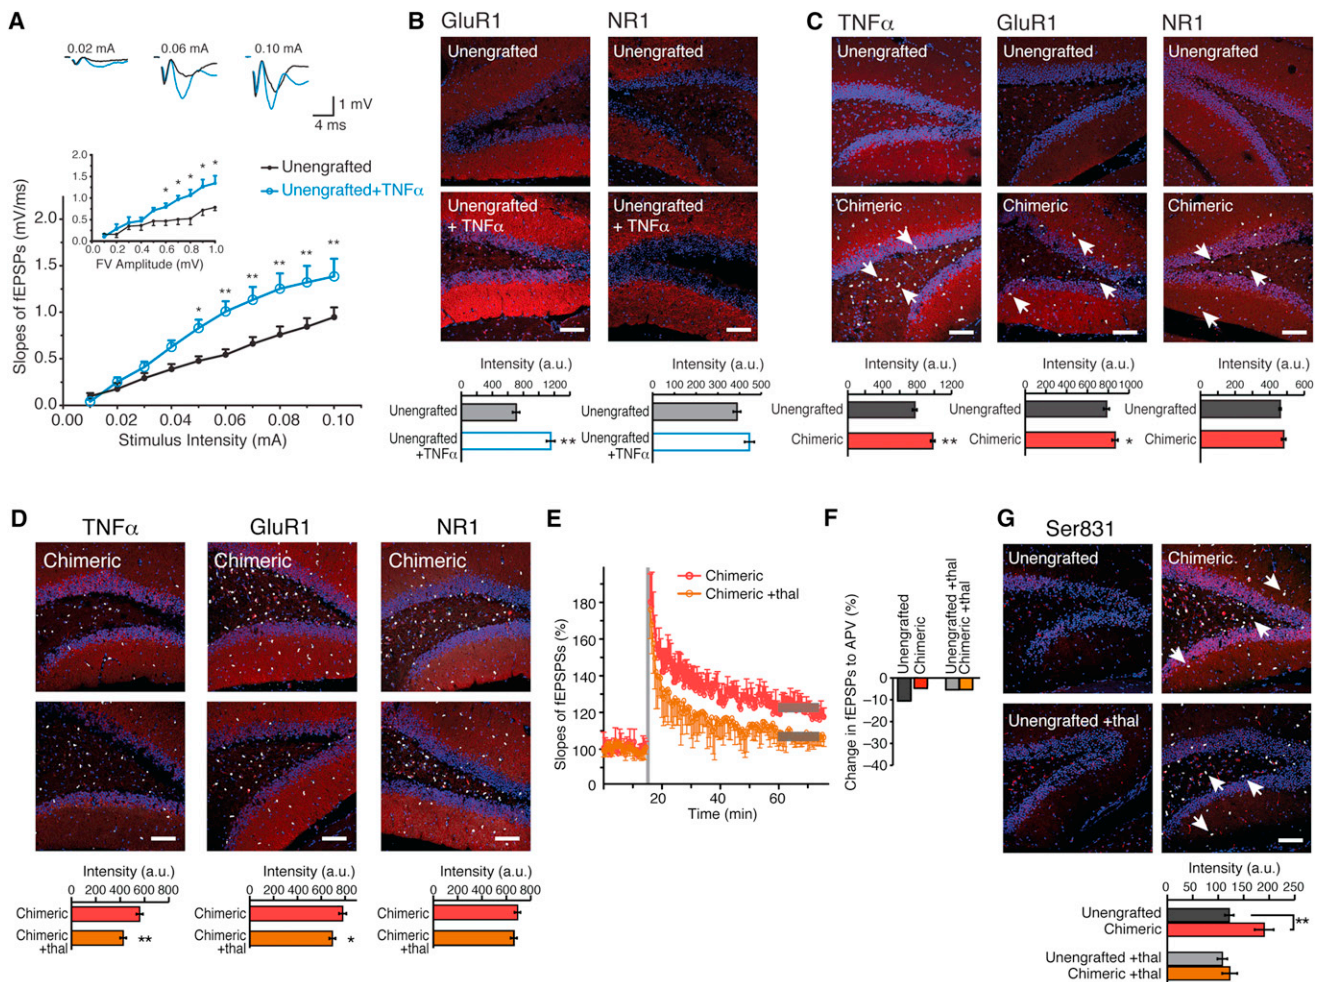 A
0.02 mA
0.06 mA
0.10 mA
1 mV
4 ms
Unengrafted
Unengrafted+TNFα
2.0
1.5
1.0
0.5
0.0
0.0 0.2 0.4 0.6 0.8 1.0
FV Amplitude (mV)
* * * * *
Slopes of fEPSPs (mV/ms)
2.0
1.5
1.0
0.5
0.0
* ** ** ** ** **
0.00 0.02 0.04 0.06 0.08 0.10
Stimulus Intensity (mA)
B
GluR1
NR1
Unengrafted
Unengrafted
Unengrafted
+ TNFα
Unengrafted
+ TNFα
Intensity (a.u.)
0 400 800 1400
Unengrafted
Unengrafted
+TNFα
**
Intensity (a.u.)
0 100 200 300 400 500
Unengrafted
Unengrafted
+TNFα
C
TNFα
GluR1
NR1
Unengrafted
Unengrafted
Unengrafted
Chimeric
Chimeric
Chimeric
Intensity (a.u.)
0 400 800 1200
Unengrafted
Chimeric
**
Intensity (a.u.)
0 200 400 600 800 1000
Unengrafted
Chimeric
*
Intensity (a.u.)
0 200 400 600
Unengrafted
Chimeric
D
TNFα
GluR1
NR1
Chimeric
Chimeric
Chimeric
Intensity (a.u.)
0 200 400 600 800
Chimeric
Chimeric
+thal
**
Intensity (a.u.)
0 200 400 600 800
Chimeric
Chimeric
+thal
*
Intensity (a.u.)
0 200 400 600 800
Chimeric
Chimeric
+thal
E
Chimeric
Chimeric +thal
Slopes of fEPSPSs (%)
180
160
140
120
100
0
0 20 40 60
Time (min)
F
Unengrafted
Chimeric
Unengrafted +thal
Chimeric +thal
Change in fEPSPs to APV (%)
0
−10
−20
−30
−40
G
Ser831
Unengrafted
Chimeric
Unengrafted +thal
Intensity (a.u.)
0 50 100 150 200 250
Unengrafted
Chimeric
**
Unengrafted +thal
Chimeric +thal